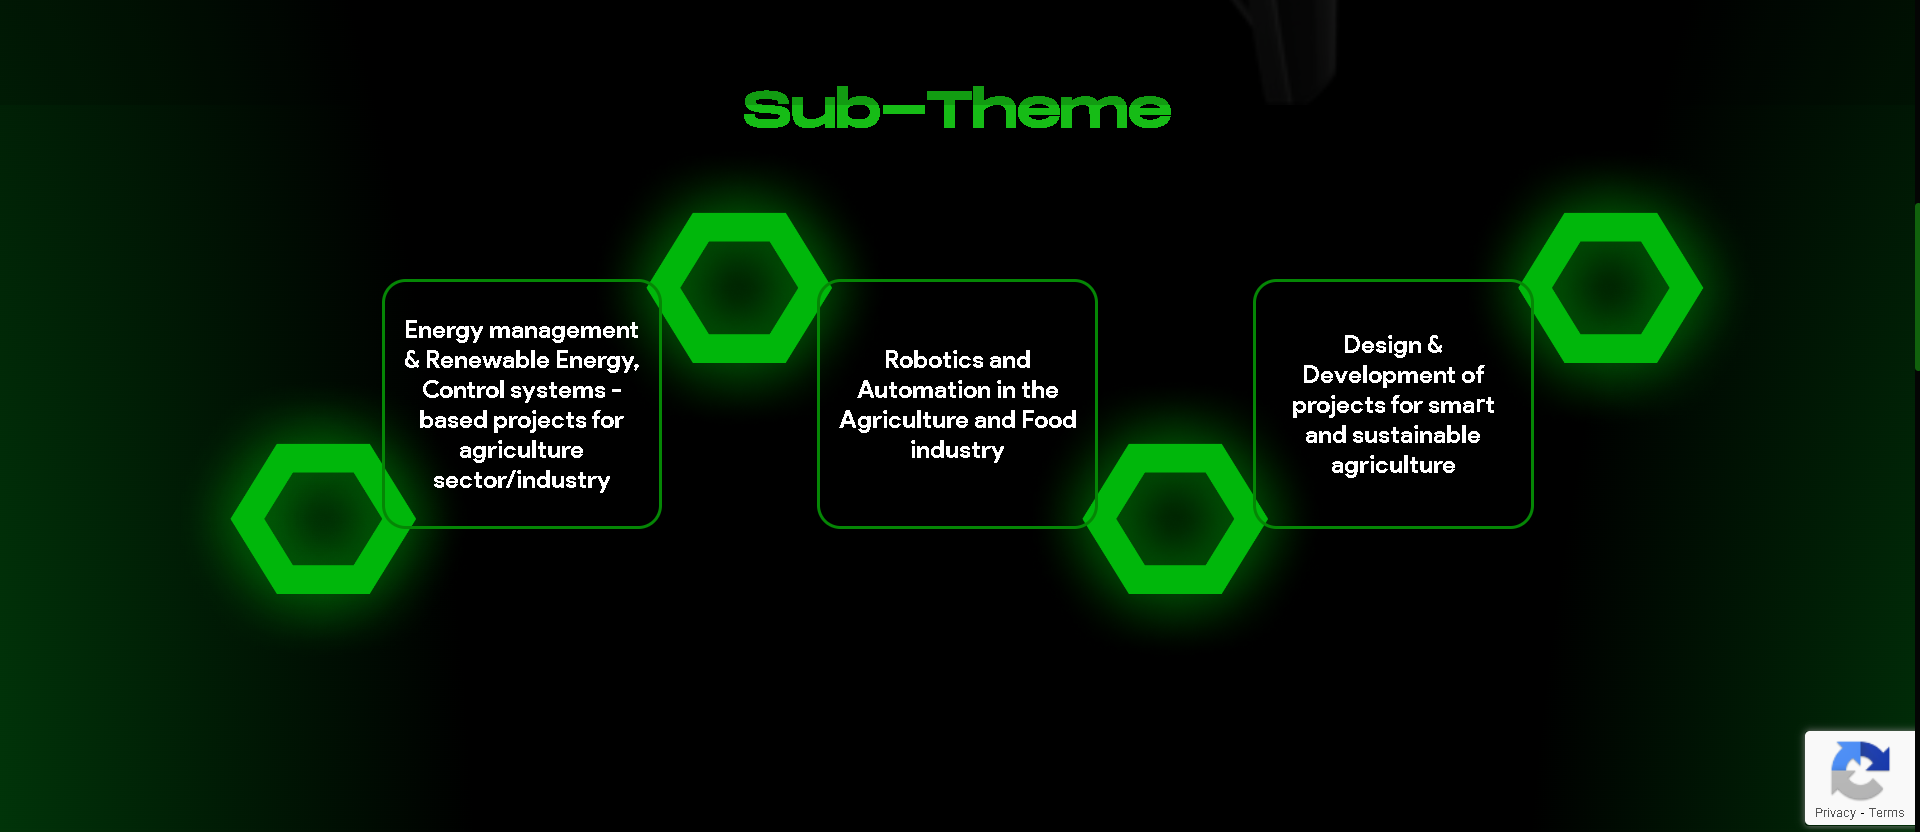 Sub-Theme
Energy management
& Renewable Energy,
Control systems -
based projects for
agriculture
sector/industry
Robotics and
Automation in the
Agriculture and Food
industry
Design &
Development of
projects for smart
and sustainable
agriculture
Privacy - Terms